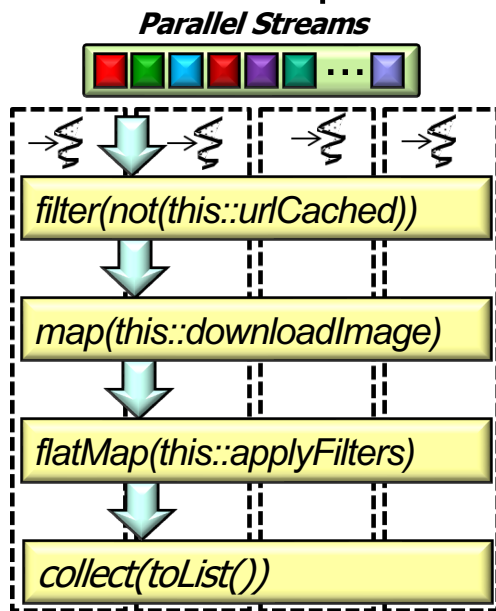 Parallel Streams
...
filter(not(this::urlCached))
map(this::downloadImage)
flatMap(this::applyFilters)
collect(toList())